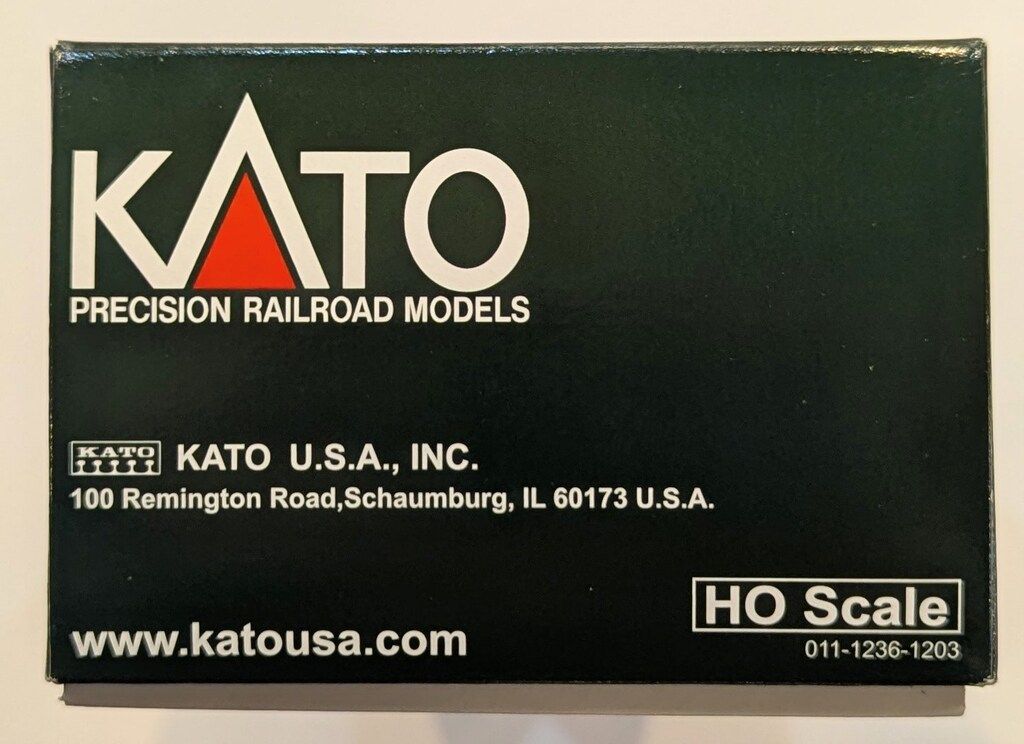 KATO
PRECISION RAILROAD MODELS
KATO KATO U.S.A., INC.
100 Remington Road,Schaumburg, IL 60173 U.S.A.
HO Scale
www.katousa.com
011-1236-1203